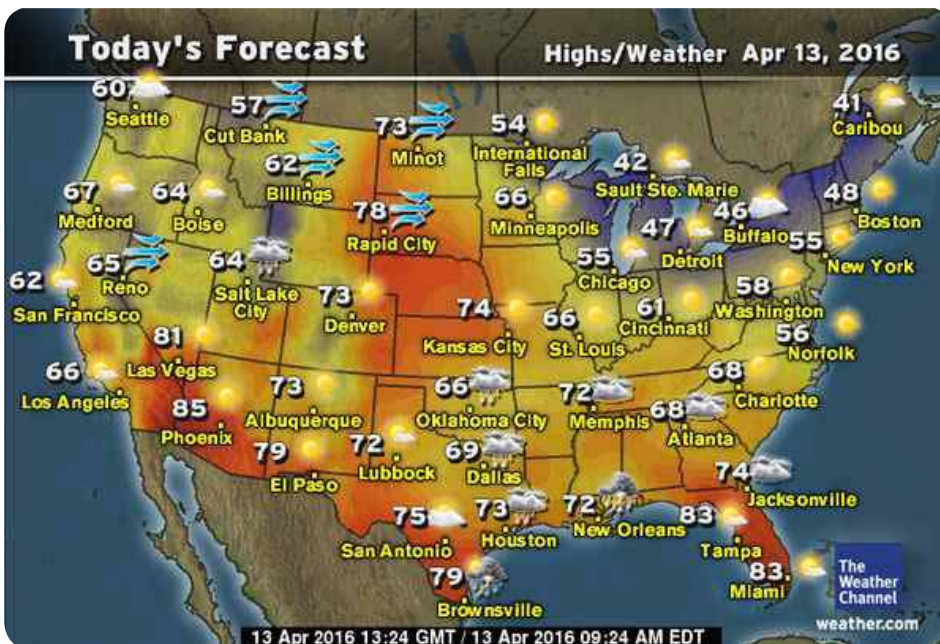 Today's Forecast
Highs/Weather Apr 13, 2016
60
Seattle
57
Cut Bank
73
Minot
54
International
Falls
42
Sault Ste. Marie
41
Caribou
67
Medford
64
Boise
62
Billings
78
Rapid City
66
Minneapolis
47
Detroit
46
Buffalo
48
Boston
62
San Francisco
65
Reno
64
Salt Lake
City
73
Denver
74
Kansas City
55
Chicago
66
St. Louis
61
Cincinnati
58
Washington
55
New York
56
Norfolk
66
Los Angeles
81
Las Vegas
85
Phoenix
73
Albuquerque
66
Oklahoma City
72
Memphis
68
Atlanta
68
Charlotte
79
El Paso
72
Lubbock
69
Dallas
75
San Antonio
73
Houston
72
New Orleans
74
Jacksonville
83
Tampa
83
Miami
79
Brownsville
The
Weather
Channel
weather.com
13 Apr 2016 13:24 GMT / 13 Apr 2016 09:24 AM EDT